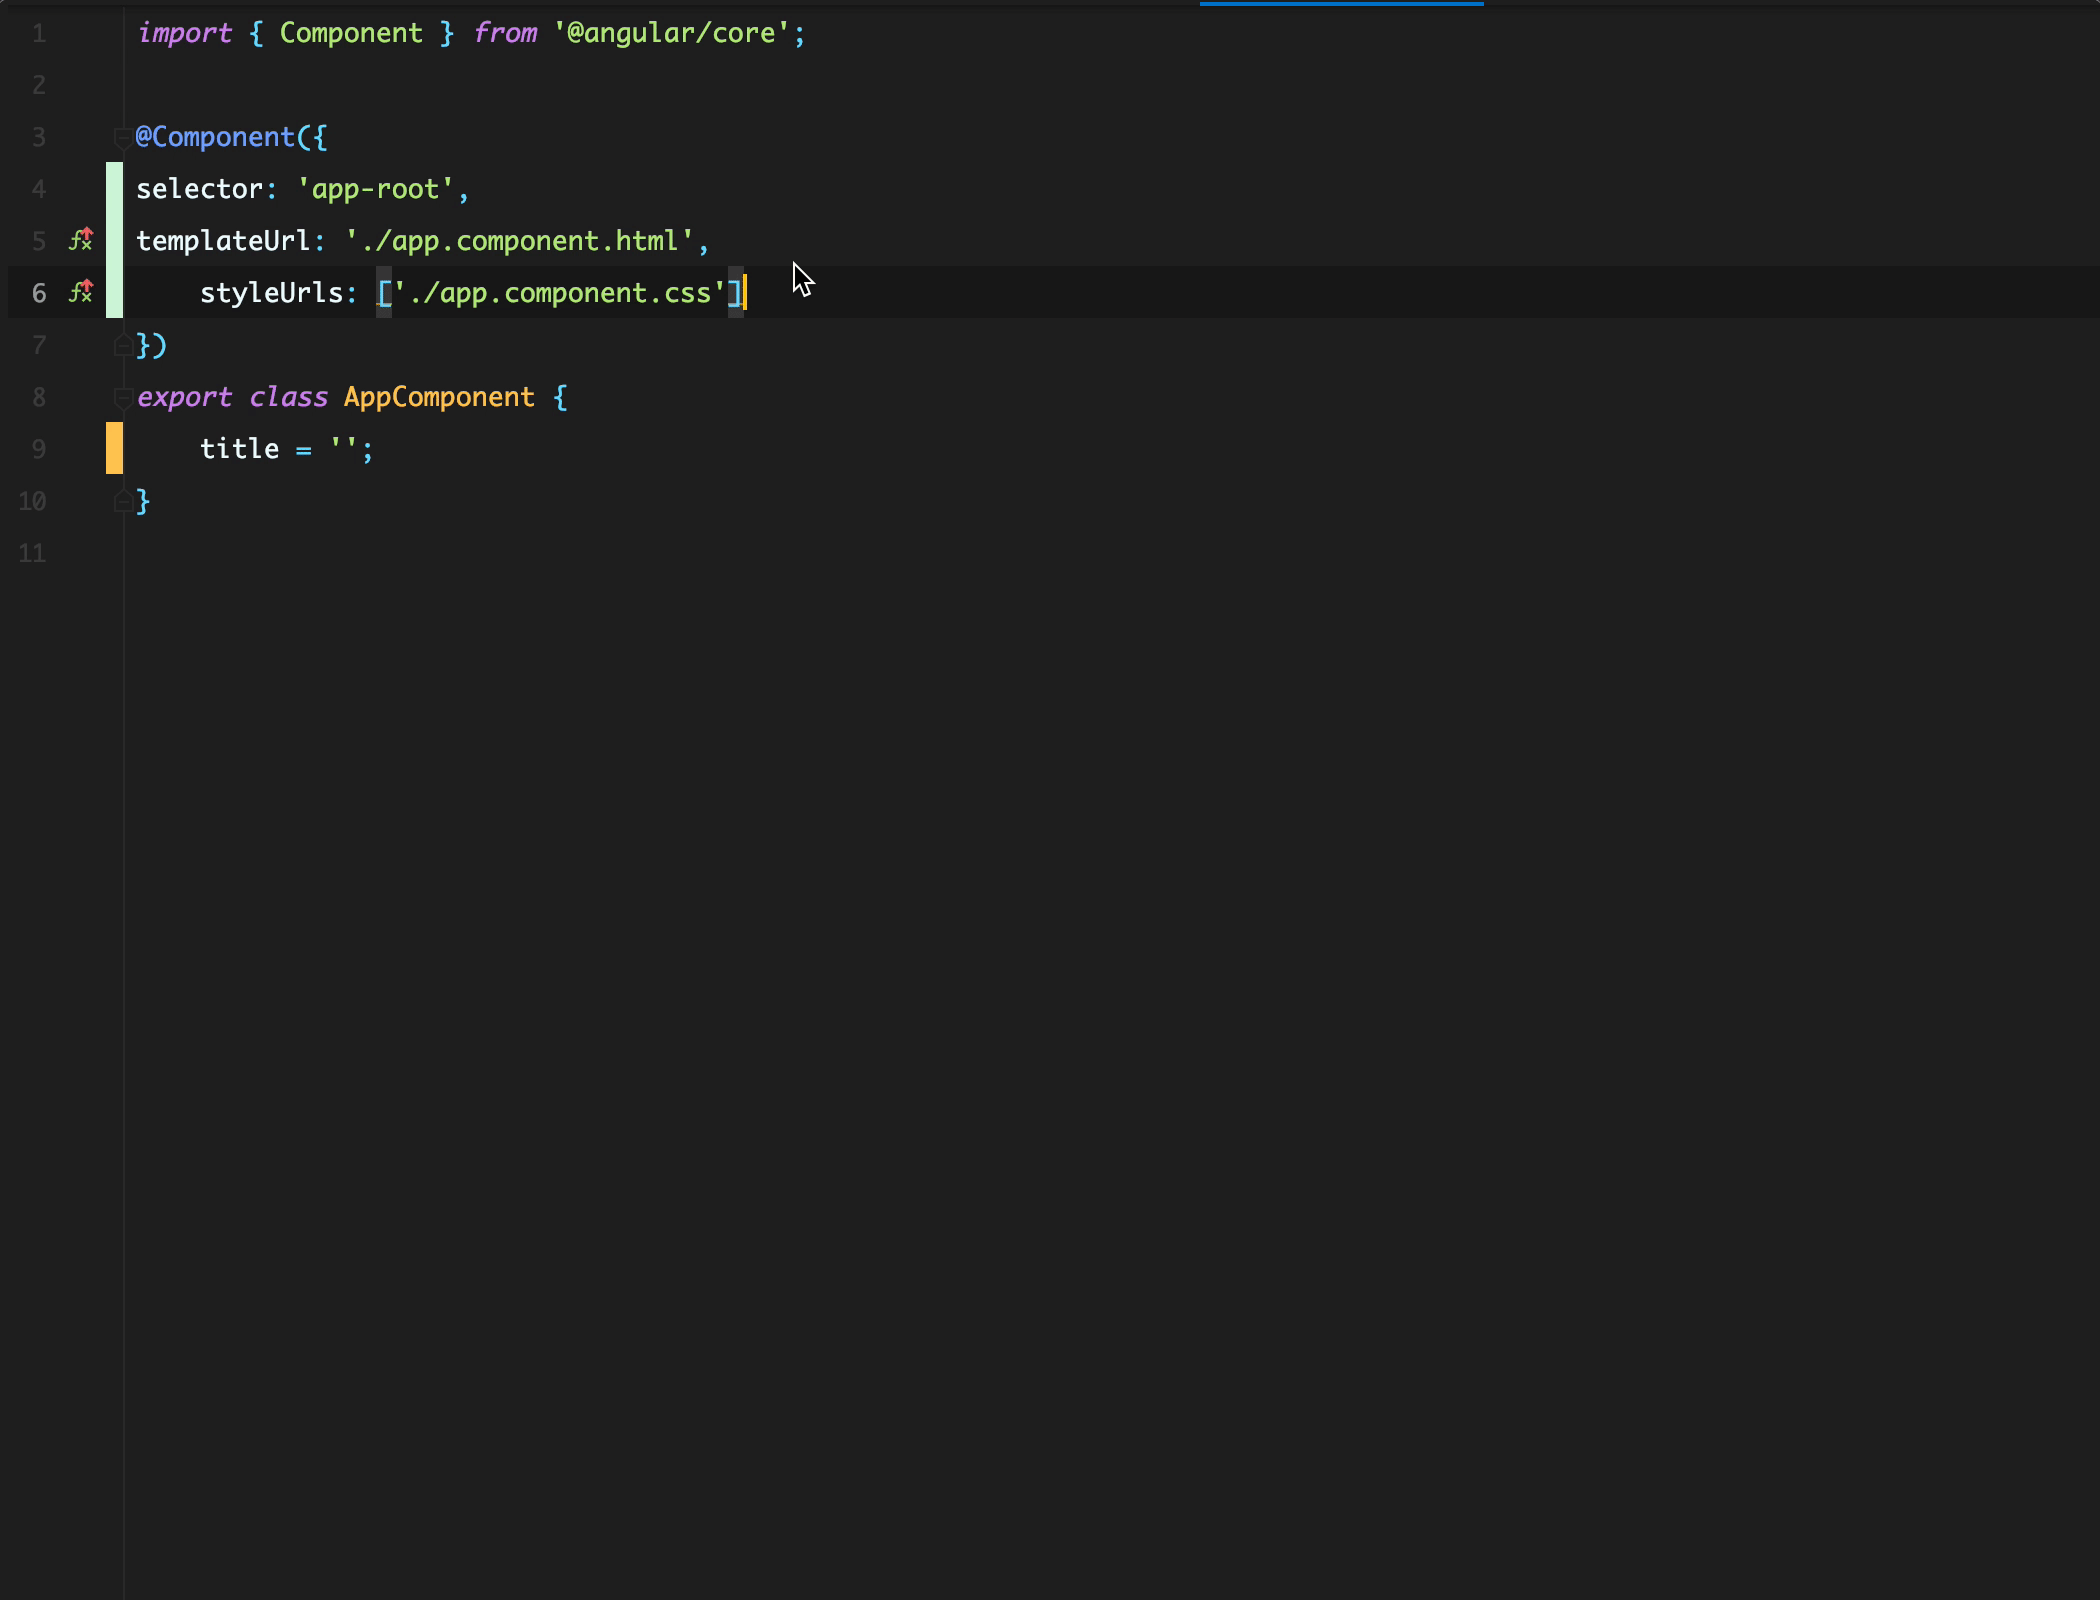 1 import { Component } from '@angular/core';
2
3 @Component({
4 selector: 'app-root',
5 templateUrl: './app.component.html',
6     styleUrls: ['./app.component.css']
7 })
8 export class AppComponent {
9     title = '';
10 }
11